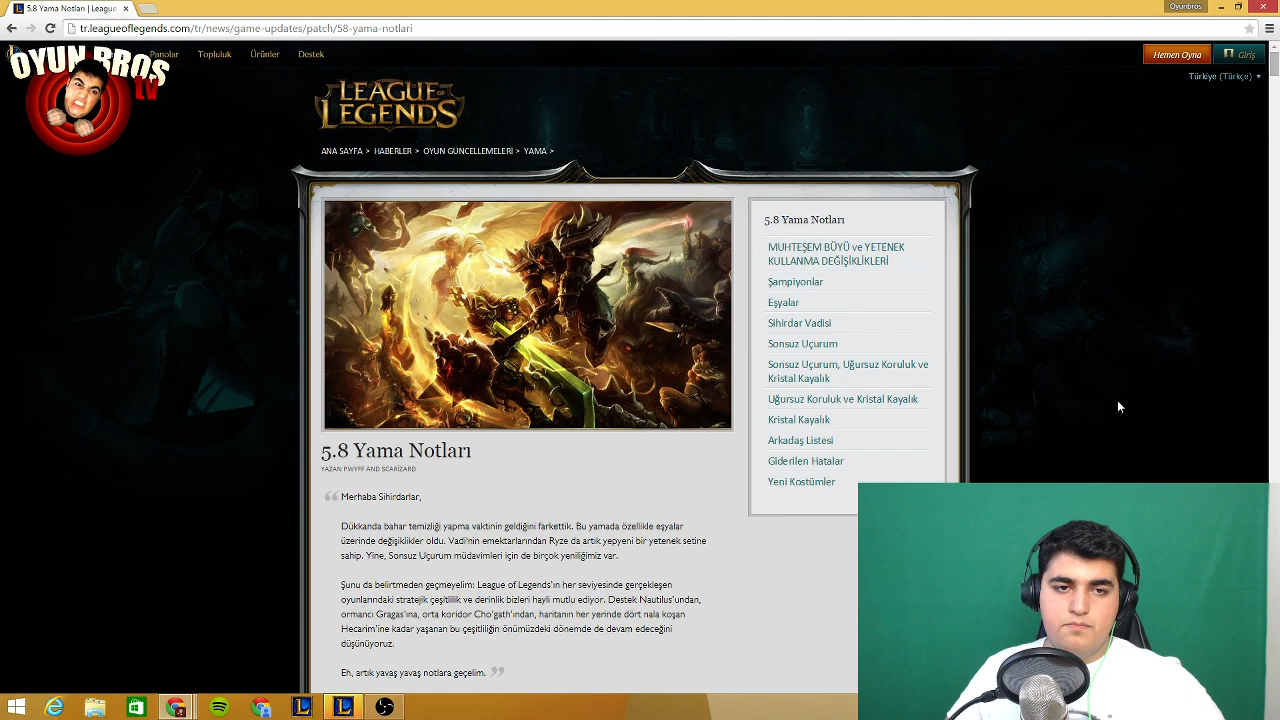 5.8 Yama Notları | League
Oyunbros
tr.leagueoflegends.com/tr/news/game-updates/patch/58-yama-notlari
OYUN BROS
TV
Panolar
Topluluk
Ürünler
Destek
Hemen Oyna
Giriş
Türkiye (Türkçe)
LEAGUE OF
LEGENDS
ANA SAYFA > HABERLER > OYUN GÜNCELLEMELERİ > YAMA >
5.8 Yama Notları
MUHTEŞEM BÜYÜ ve YETENEK
KULLANMA DEĞİŞİKLİKLERİ
Şampiyonlar
Eşyalar
Sihirdar Vadisi
Sonsuz Uçurum
Sonsuz Uçurum, Uğursuz Koruluk ve
Kristal Kayalık
Uğursuz Koruluk ve Kristal Kayalık
Kristal Kayalık
Arkadaş Listesi
Giderilen Hatalar
Yeni Kostümler
5.8 Yama Notları
YAZAN PWYFF AND SCARİZARD
“ Merhaba Sihirdarlar,
Dükkanda bahar temizliği yapma vaktinin geldiğini farkettik. Bu yamada özellikle eşyalar
üzerinde değişiklikler oldu. Vadi'nin emektarlarından Ryze da artık yepyeni bir yetenek setine
sahip. Yine, Sonsuz Uçurum müdavimleri için de birçok yeniliğimiz var.
Şunu da belirtmeden geçmeyelim: League of Legends'ın her seviyesinde gerçekleşen
oyunlarındaki stratejik çeşitlilik ve derinlik bizleri hayli mutlu ediyor. Destek Nautilus'undan,
ormancı Gragas'ına, orta koridor Cho'gath'ından, haritanın her yerinde dört nala koşan
Hecarim'ine kadar yaşanan bu çeşitliliğin önümüzdeki dönemde de devam edeceğini
düşünüyoruz.
Eh, artık yavaş yavaş notlara geçelim. ”